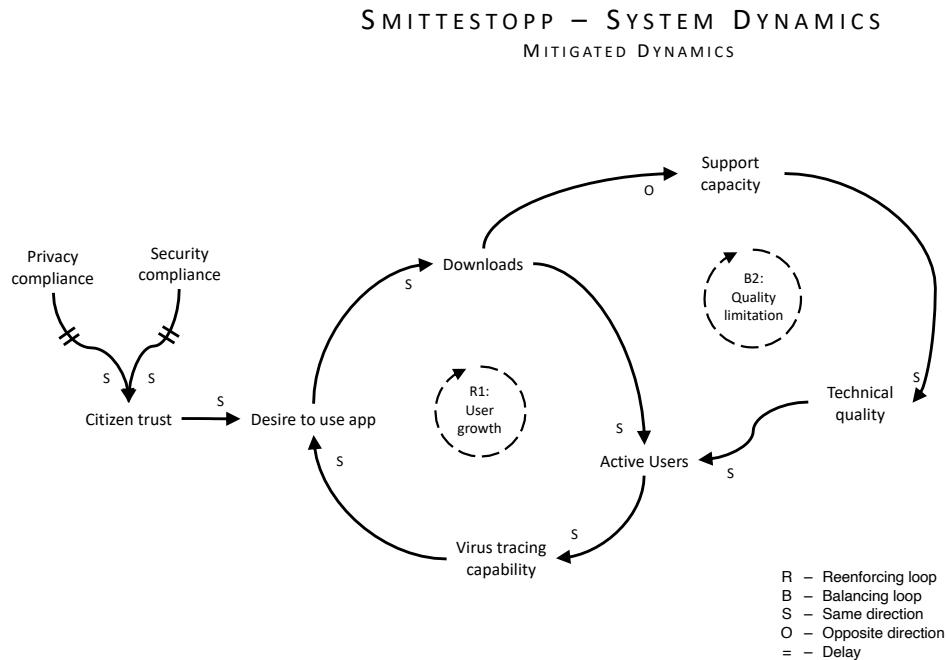 SMITTESTOPP – SYSTEM DYNAMICS
MITIGATED DYNAMICS
Support
capacity
O
Privacy
compliance
Security
compliance
Downloads
S
B2:
Quality
limitation
S
S
S
S
R1:
User
growth
Technical
quality
Citizen trust
Desire to use app
S
S
Active Users
S
S
Virus tracing
capability
R – Reenforcing loop
B – Balancing loop
S – Same direction
O – Opposite direction
= – Delay